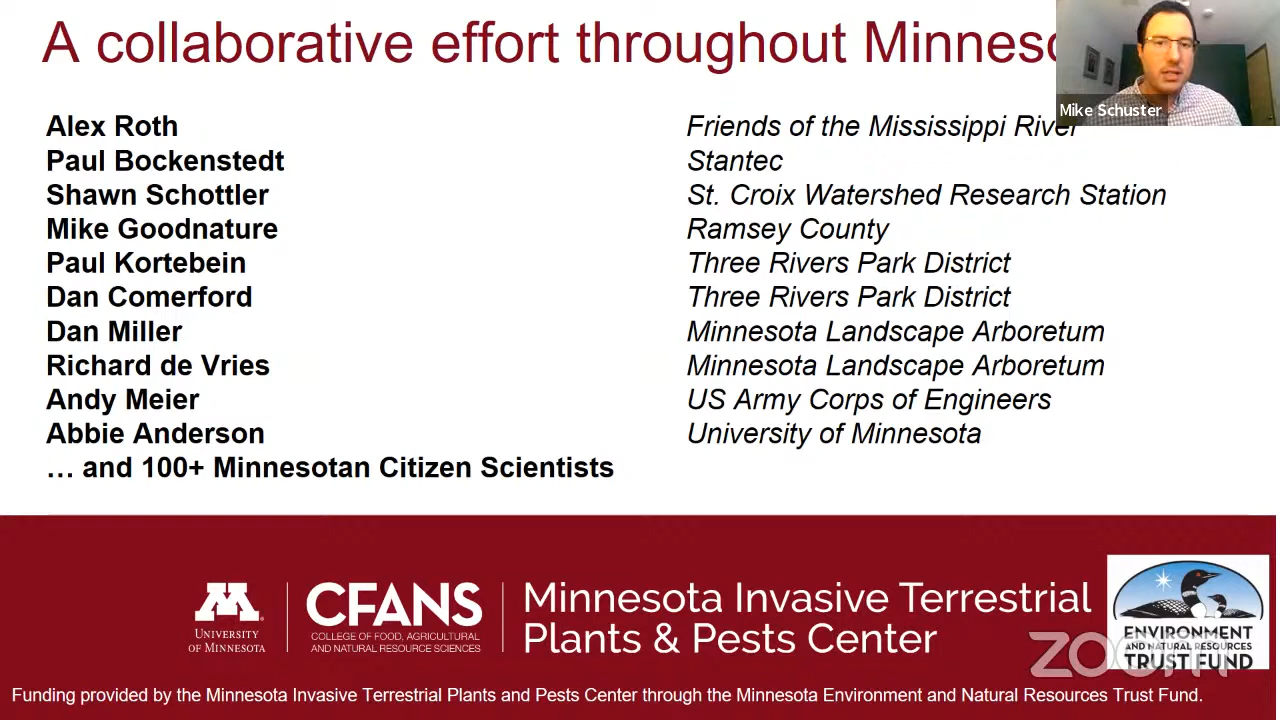 A collaborative effort throughout Minneso
Mike Schuster
Alex Roth Friends of the Mississippi River
Paul Bockenstedt Stantec
Shawn Schottler St. Croix Watershed Research Station
Mike Goodnature Ramsey County
Paul Kortebein Three Rivers Park District
Dan Comerford Three Rivers Park District
Dan Miller Minnesota Landscape Arboretum
Richard de Vries Minnesota Landscape Arboretum
Andy Meier US Army Corps of Engineers
Abbie Anderson University of Minnesota
… and 100+ Minnesotan Citizen Scientists
M
UNIVERSITY
OF MINNESOTA
CFANS
COLLEGE OF FOOD, AGRICULTURAL
AND NATURAL RESOURCE SCIENCES
Minnesota Invasive Terrestrial
Plants & Pests Center
ENVIRONMENT
AND NATURAL RESOURCES
TRUST FUND
zoom
Funding provided by the Minnesota Invasive Terrestrial Plants and Pests Center through the Minnesota Environment and Natural Resources Trust Fund.